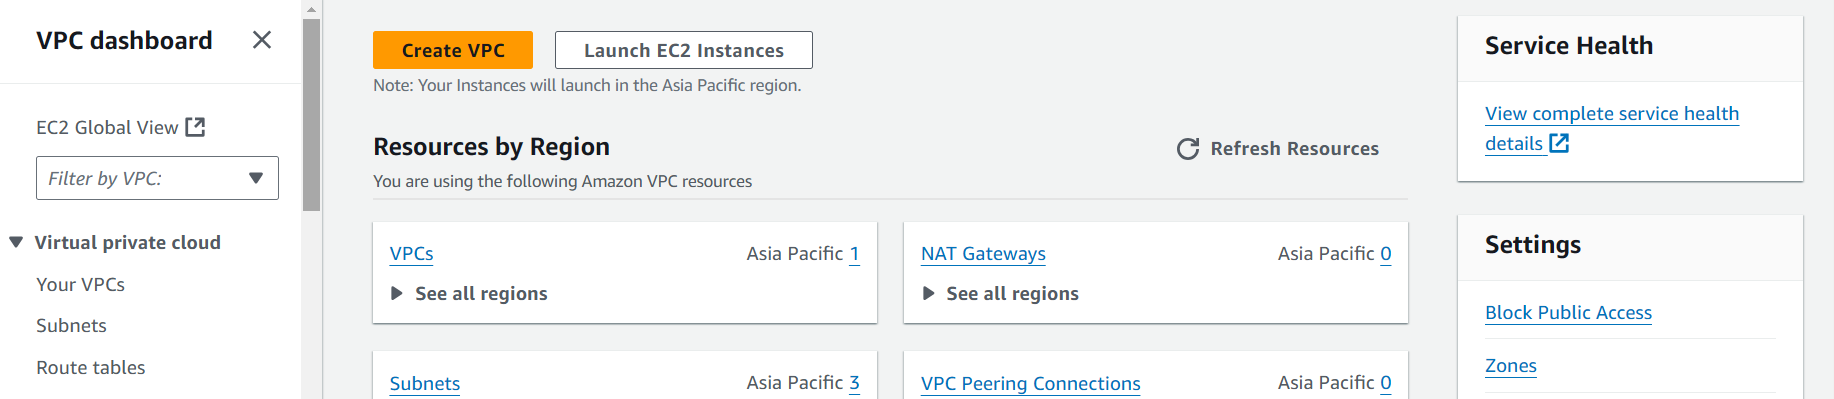 VPC dashboard
EC2 Global View
Filter by VPC:
Virtual private cloud
Your VPCs
Subnets
Route tables
Create VPC
Launch EC2 Instances
Note: Your Instances will launch in the Asia Pacific region.
Resources by Region
Refresh Resources
You are using the following Amazon VPC resources
VPCs
Asia Pacific 1
See all regions
NAT Gateways
Asia Pacific 0
See all regions
Subnets
Asia Pacific 3
VPC Peering Connections
Asia Pacific 0
Service Health
View complete service health
details
Settings
Block Public Access
Zones